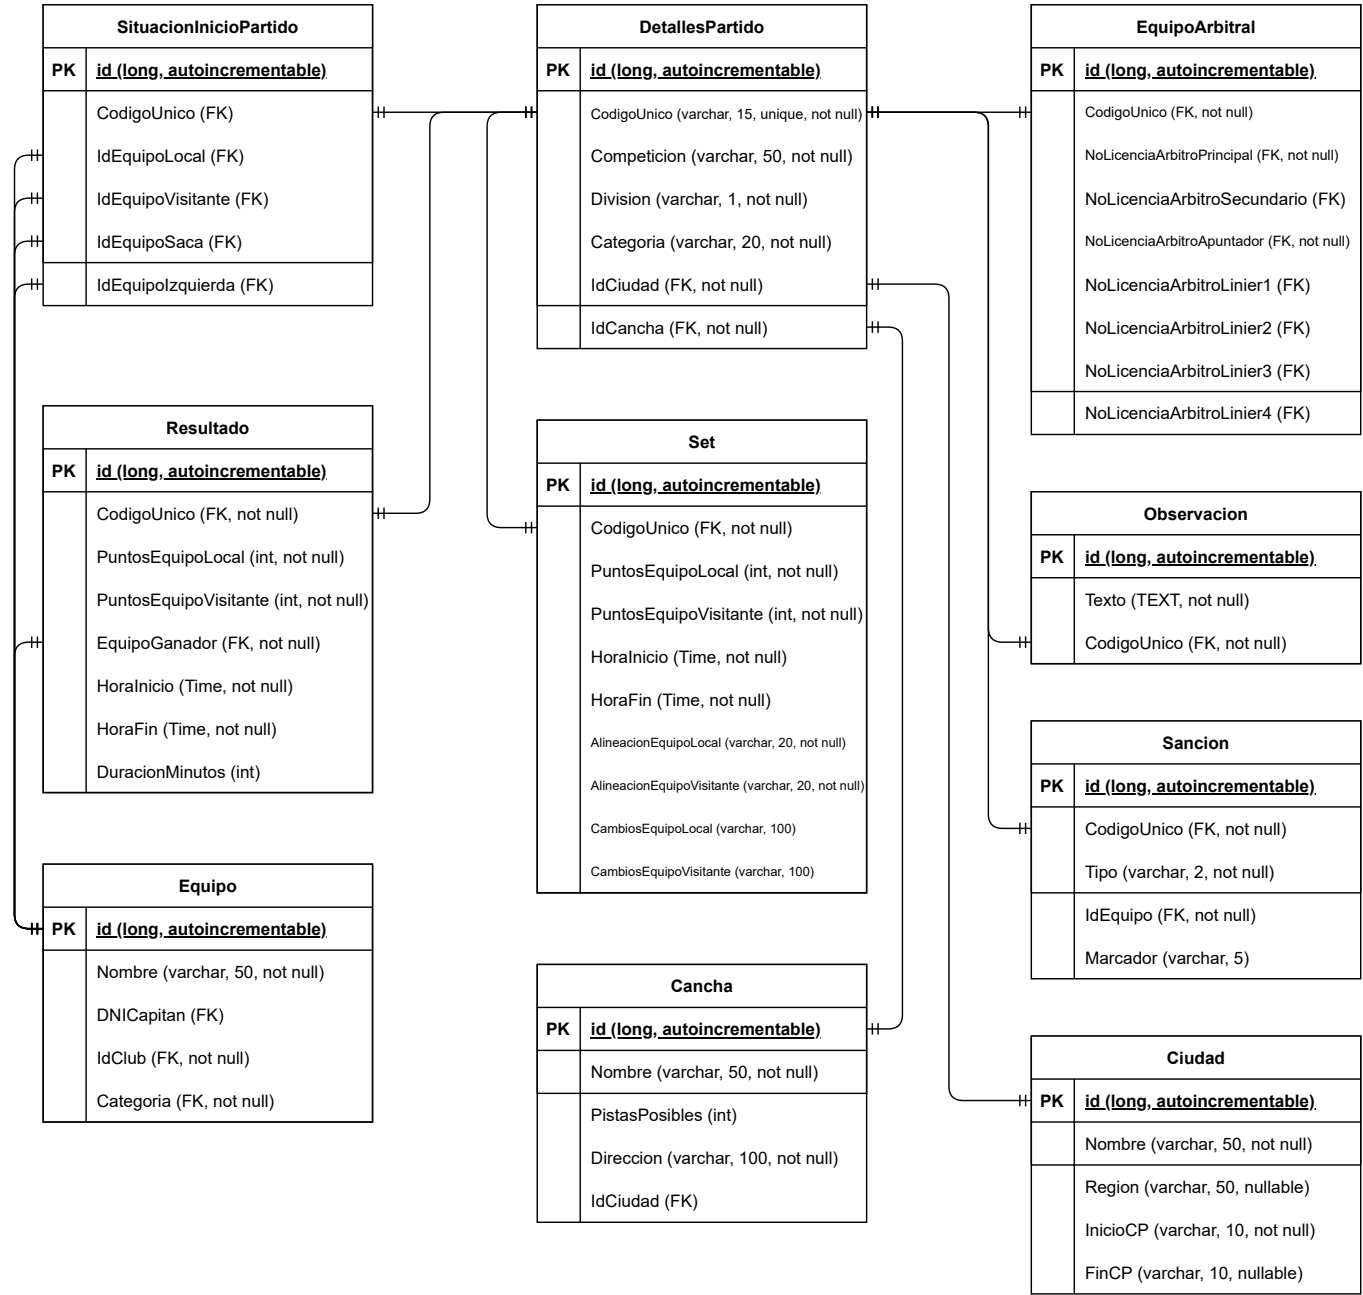 SituacionInicioPartido
PK id (long, autoincrementable)
CodigoUnico (FK)
IdEquipoLocal (FK)
IdEquipoVisitante (FK)
IdEquipoSaca (FK)
IdEquipoIzquierda (FK)
DetallesPartido
PK id (long, autoincrementable)
CodigoUnico (varchar, 15, unique, not null)
Competicion (varchar, 50, not null)
Division (varchar, 1, not null)
Categoria (varchar, 20, not null)
IdCiudad (FK, not null)
IdCancha (FK, not null)
EquipoArbitral
PK id (long, autoincrementable)
CodigoUnico (FK, not null)
NoLicenciaArbitroPrincipal (FK, not null)
NoLicenciaArbitroSecundario (FK)
NoLicenciaArbitroApuntador (FK, not null)
NoLicenciaArbitroLinier1 (FK)
NoLicenciaArbitroLinier2 (FK)
NoLicenciaArbitroLinier3 (FK)
NoLicenciaArbitroLinier4 (FK)
Resultado
PK id (long, autoincrementable)
CodigoUnico (FK, not null)
PuntosEquipoLocal (int, not null)
PuntosEquipoVisitante (int, not null)
EquipoGanador (FK, not null)
HoraInicio (Time, not null)
HoraFin (Time, not null)
DuracionMinutos (int)
Set
PK id (long, autoincrementable)
CodigoUnico (FK, not null)
PuntosEquipoLocal (int, not null)
PuntosEquipoVisitante (int, not null)
HoraInicio (Time, not null)
HoraFin (Time, not null)
AlineacionEquipoLocal (varchar, 20, not null)
AlineacionEquipoVisitante (varchar, 20, not null)
CambiosEquipoLocal (varchar, 100)
CambiosEquipoVisitante (varchar, 100)
Observacion
PK id (long, autoincrementable)
Texto (TEXT, not null)
CodigoUnico (FK, not null)
Sancion
PK id (long, autoincrementable)
CodigoUnico (FK, not null)
Tipo (varchar, 2, not null)
IdEquipo (FK, not null)
Marcador (varchar, 5)
Equipo
PK id (long, autoincrementable)
Nombre (varchar, 50, not null)
DNICapitan (FK)
IdClub (FK, not null)
Categoria (FK, not null)
Cancha
PK id (long, autoincrementable)
Nombre (varchar, 50, not null)
PistasPosibles (int)
Direccion (varchar, 100, not null)
IdCiudad (FK)
Ciudad
PK id (long, autoincrementable)
Nombre (varchar, 50, not null)
Region (varchar, 50, nullable)
InicioCP (varchar, 10, not null)
FinCP (varchar, 10, nullable)